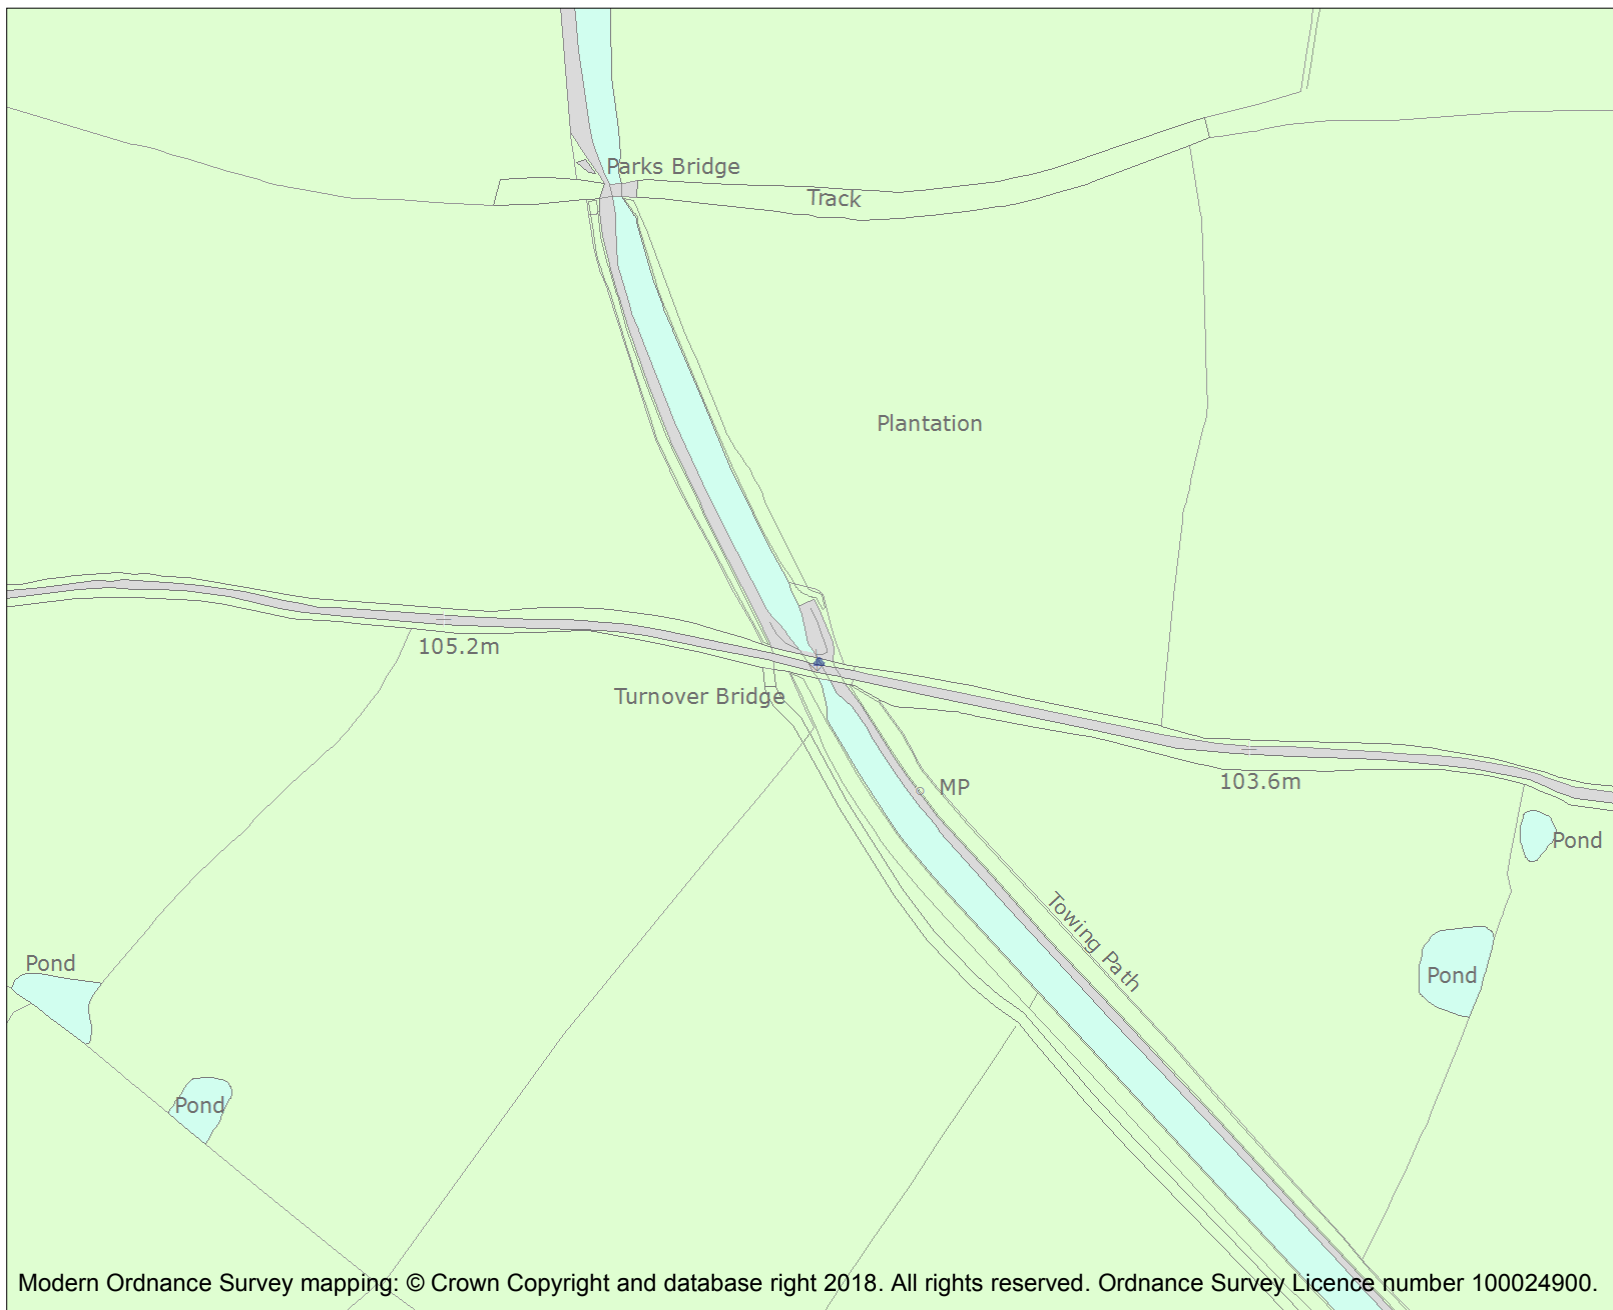 Parks Bridge
Track
Plantation
105.2m
Turnover Bridge
103.6m
MP
Pond
Towing Path
Pond
Pond
Pond
Modern Ordnance Survey mapping: © Crown Copyright and database right 2018. All rights reserved. Ordnance Survey Licence number 100024900.